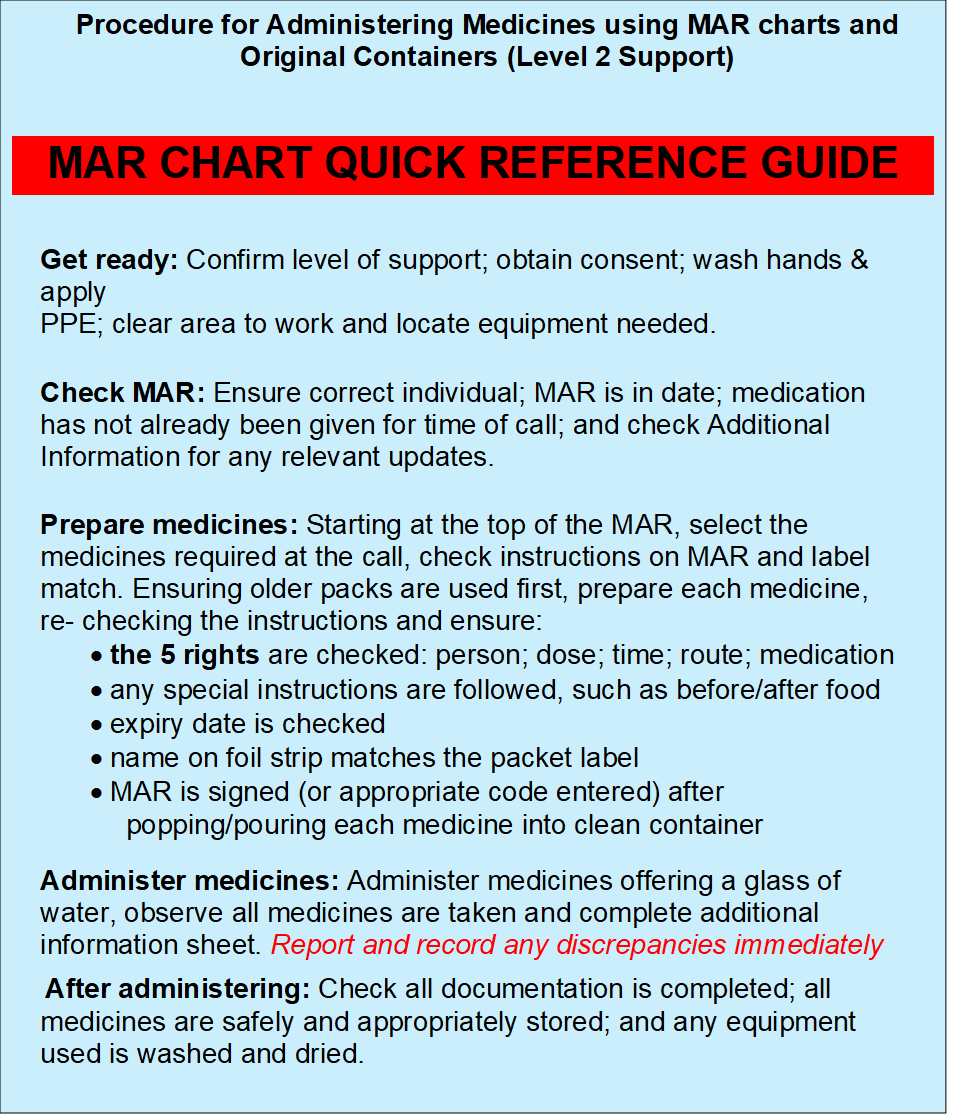 Procedure for Administering Medicines using MAR charts and
Original Containers (Level 2 Support)
MAR CHART QUICK REFERENCE GUIDE
Get ready: Confirm level of support; obtain consent; wash hands &
apply
PPE; clear area to work and locate equipment needed.
Check MAR: Ensure correct individual; MAR is in date; medication
has not already been given for time of call; and check Additional
Information for any relevant updates.
Prepare medicines: Starting at the top of the MAR, select the
medicines required at the call, check instructions on MAR and label
match. Ensuring older packs are used first, prepare each medicine,
re- checking the instructions and ensure:
• the 5 rights are checked: person; dose; time; route; medication
• any special instructions are followed, such as before/after food
• expiry date is checked
• name on foil strip matches the packet label
• MAR is signed (or appropriate code entered) after
popping/pouring each medicine into clean container
Administer medicines: Administer medicines offering a glass of
water, observe all medicines are taken and complete additional
information sheet. Report and record any discrepancies immediately
After administering: Check all documentation is completed; all
medicines are safely and appropriately stored; and any equipment
used is washed and dried.